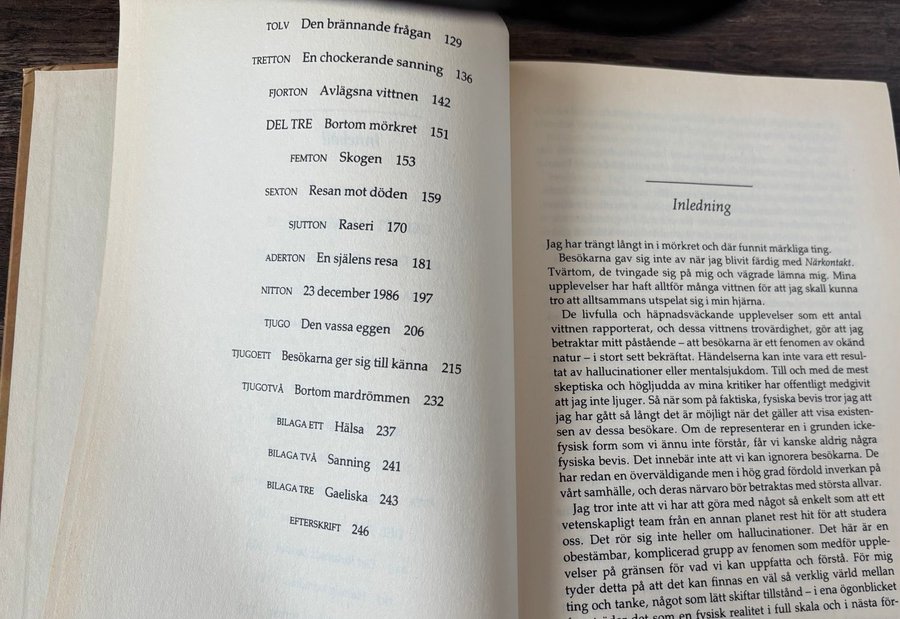 TOLV Den brännande frågan 129
TRETTON En chockerande sanning 136
FJORTON Avlägsna vittnen 142
DEL TRE Bortom mörkret 151
FEMTON Skogen 153
SEXTON Resan mot döden 159
SJUTTON Raseri 170
ADERTON En själens resa 181
NITTON 23 december 1986 197
TJUGO Den vassa eggen 206
TJUGOETT Besökarna ger sig till känna 215
TJUGOTVÅ Bortom mardrömmen 232
BILAGA ETT Hälsa 237
BILAGA TVÅ Sanning 241
BILAGA TRE Gaeliska 243
EFTERSKRIFT 246
Inledning
Jag har trängt långt in i mörkret och där funnit märkliga ting.
Besökarna gav sig inte av när jag blivit färdig med Närkontakt.
Tvärtom, de tvingade sig på mig och vägrade lämna mig. Mina
upplevelser har haft alltför många vittnen för att jag skall kunna
tro att alltsammans utspelat sig i min hjärna.
De livfulla och häpnadsväckande upplevelser som ett antal
vittnen rapporterat, och dessa vittnens trovärdighet, gör att jag
betraktar mitt påstående – att besökarna är ett fenomen av okänd
natur – i stort sett bekräftat. Händelserna kan inte vara ett resul-
tat av hallucinationer eller mentalsjukdom. Till och med de mest
skeptiska och högljudda av mina kritiker har offentligt medgivit
att jag inte ljuger. Så när som på faktiska, fysiska bevis tror jag att
jag har gått så långt det är möjligt när det gäller att visa existen-
sen av dessa besökare. Om de representerar en i grunden icke-
fysisk form som vi ännu inte förstår, får vi kanske aldrig några
fysiska bevis. Det innebär inte att vi kan ignorera besökarna. De
har redan en överväldigande men i hög grad fördold inverkan på
vårt samhälle, och deras närvaro bör betraktas med största allvar.
Jag tror inte att vi har att göra med något så enkelt som att ett
vetenskapligt team från en annan planet rest hit för att studera
oss. Det rör sig inte heller om hallucinationer. Det här är en
obestämbar, komplicerad grupp av fenomen som medför upple-
velser på gränsen för vad vi kan uppfatta och förstå. För mig
tyder detta på att det kan finnas en väl så verklig värld mellan
ting och tanke, något som lätt skiftar tillstånd – i ena ögonblicket
det som en fysisk realitet i full skala och i nästa för-